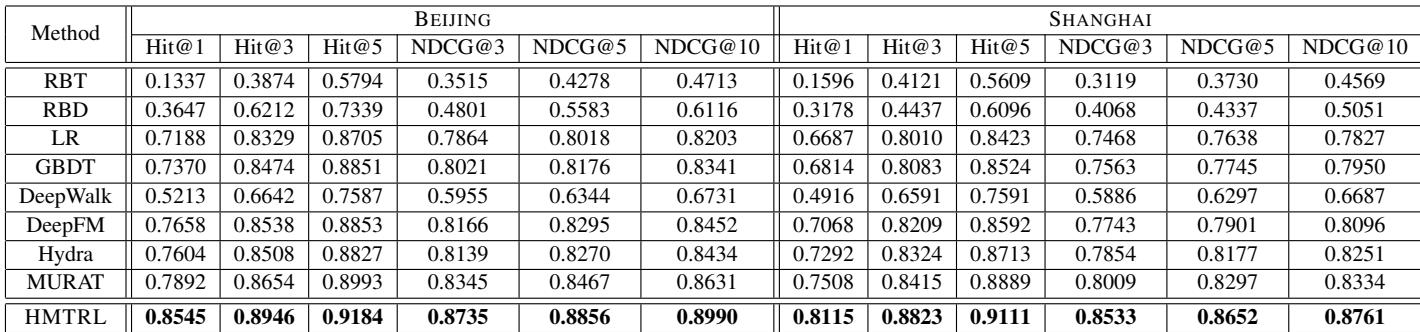 Method BEIJING SHANGHAI
Hit@1 Hit@3 Hit@5 NDCG@3 NDCG@5 NDCG@10 Hit@1 Hit@3 Hit@5 NDCG@3 NDCG@5 NDCG@10
RBT 0.1337 0.3874 0.5794 0.3515 0.4278 0.4713 0.1596 0.4121 0.5609 0.3119 0.3730 0.4569
RBD 0.3647 0.6212 0.7339 0.4801 0.5583 0.6116 0.3178 0.4437 0.6096 0.4068 0.4337 0.5051
LR 0.7188 0.8329 0.8705 0.7864 0.8018 0.8203 0.6687 0.8010 0.8423 0.7468 0.7638 0.7827
GBDT 0.7370 0.8474 0.8851 0.8021 0.8176 0.8341 0.6814 0.8083 0.8524 0.7563 0.7745 0.7950
DeepWalk 0.5213 0.6642 0.7587 0.5955 0.6344 0.6731 0.4916 0.6591 0.7591 0.5886 0.6297 0.6687
DeepFM 0.7658 0.8538 0.8853 0.8166 0.8295 0.8452 0.7068 0.8209 0.8592 0.7743 0.7901 0.8096
Hydra 0.7604 0.8508 0.8827 0.8139 0.8270 0.8434 0.7292 0.8324 0.8713 0.7854 0.8177 0.8251
MURAT 0.7892 0.8654 0.8993 0.8345 0.8467 0.8631 0.7508 0.8415 0.8889 0.8009 0.8297 0.8334
HMTRL 0.8545 0.8946 0.9184 0.8735 0.8856 0.8990 0.8115 0.8823 0.9111 0.8533 0.8652 0.8761